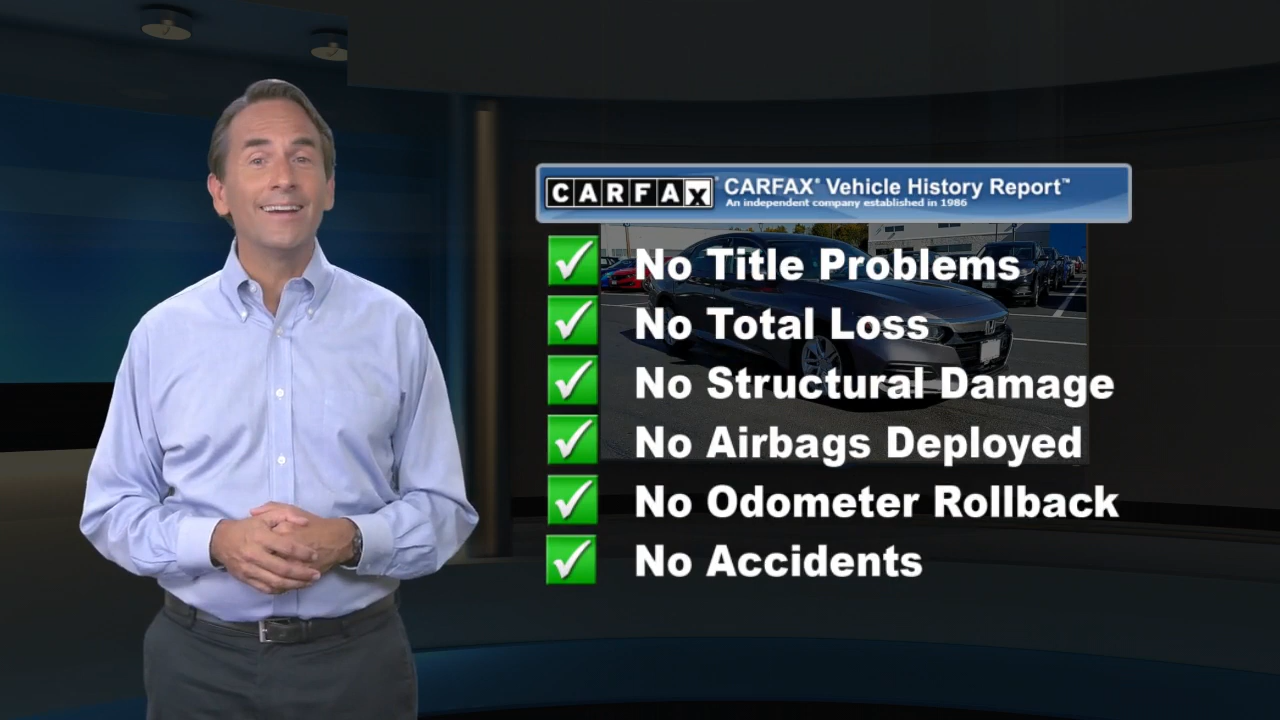 CARFAX® CARFAX® Vehicle History Report™
An independent company established in 1986
No Title Problems
No Total Loss
No Structural Damage
No Airbags Deployed
No Odometer Rollback
No Accidents